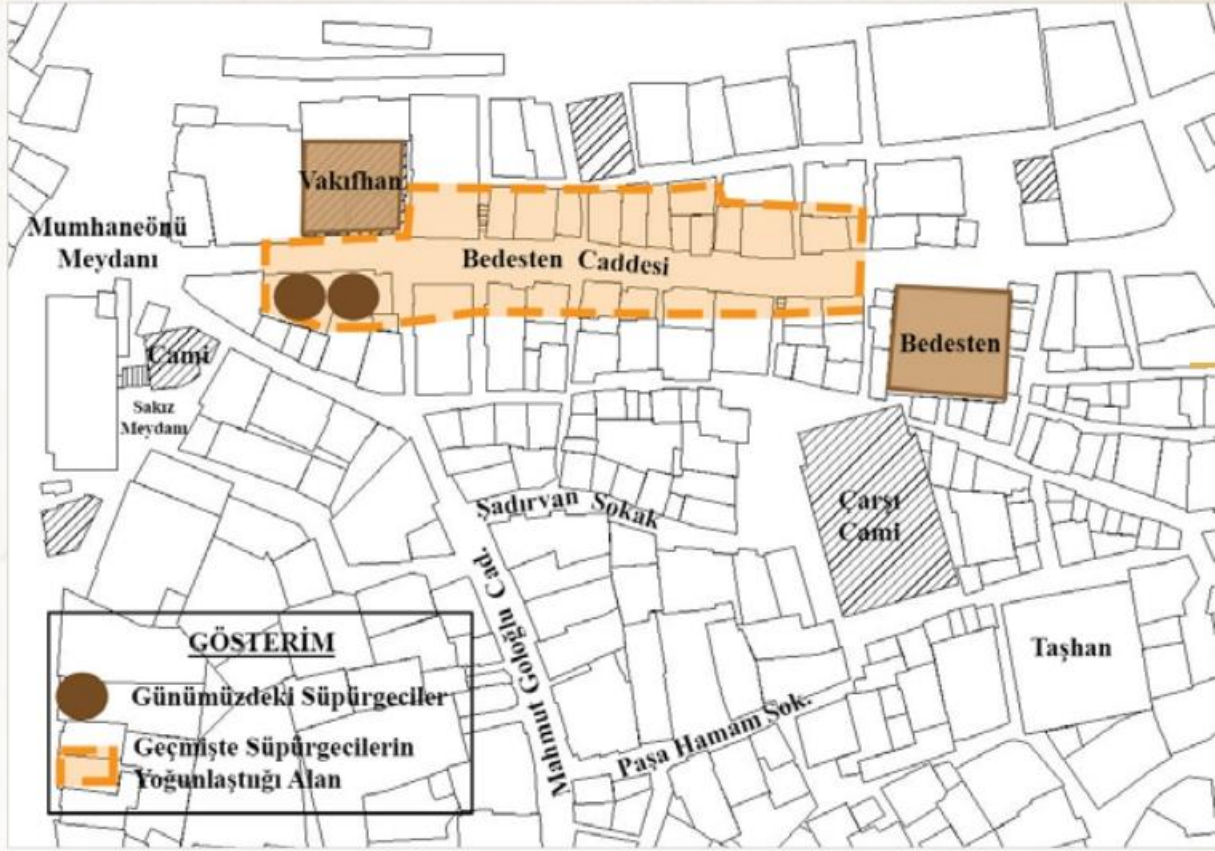 Vakıfhan
Mumhaneönü
Meydanı
Bedesten Caddesi
Bedesten
Cami
Sakız
Meydanı
Şadırvan Sokak
Çarşı
Cami
Mahmut Goloğlu Cad.
Taşhan
Paşa Hamam Sok.
GÖSTERİM
Günümüzdeki Süpürgeciler
Geçmişte Süpürgecilerin
Yoğunlaştığı Alan